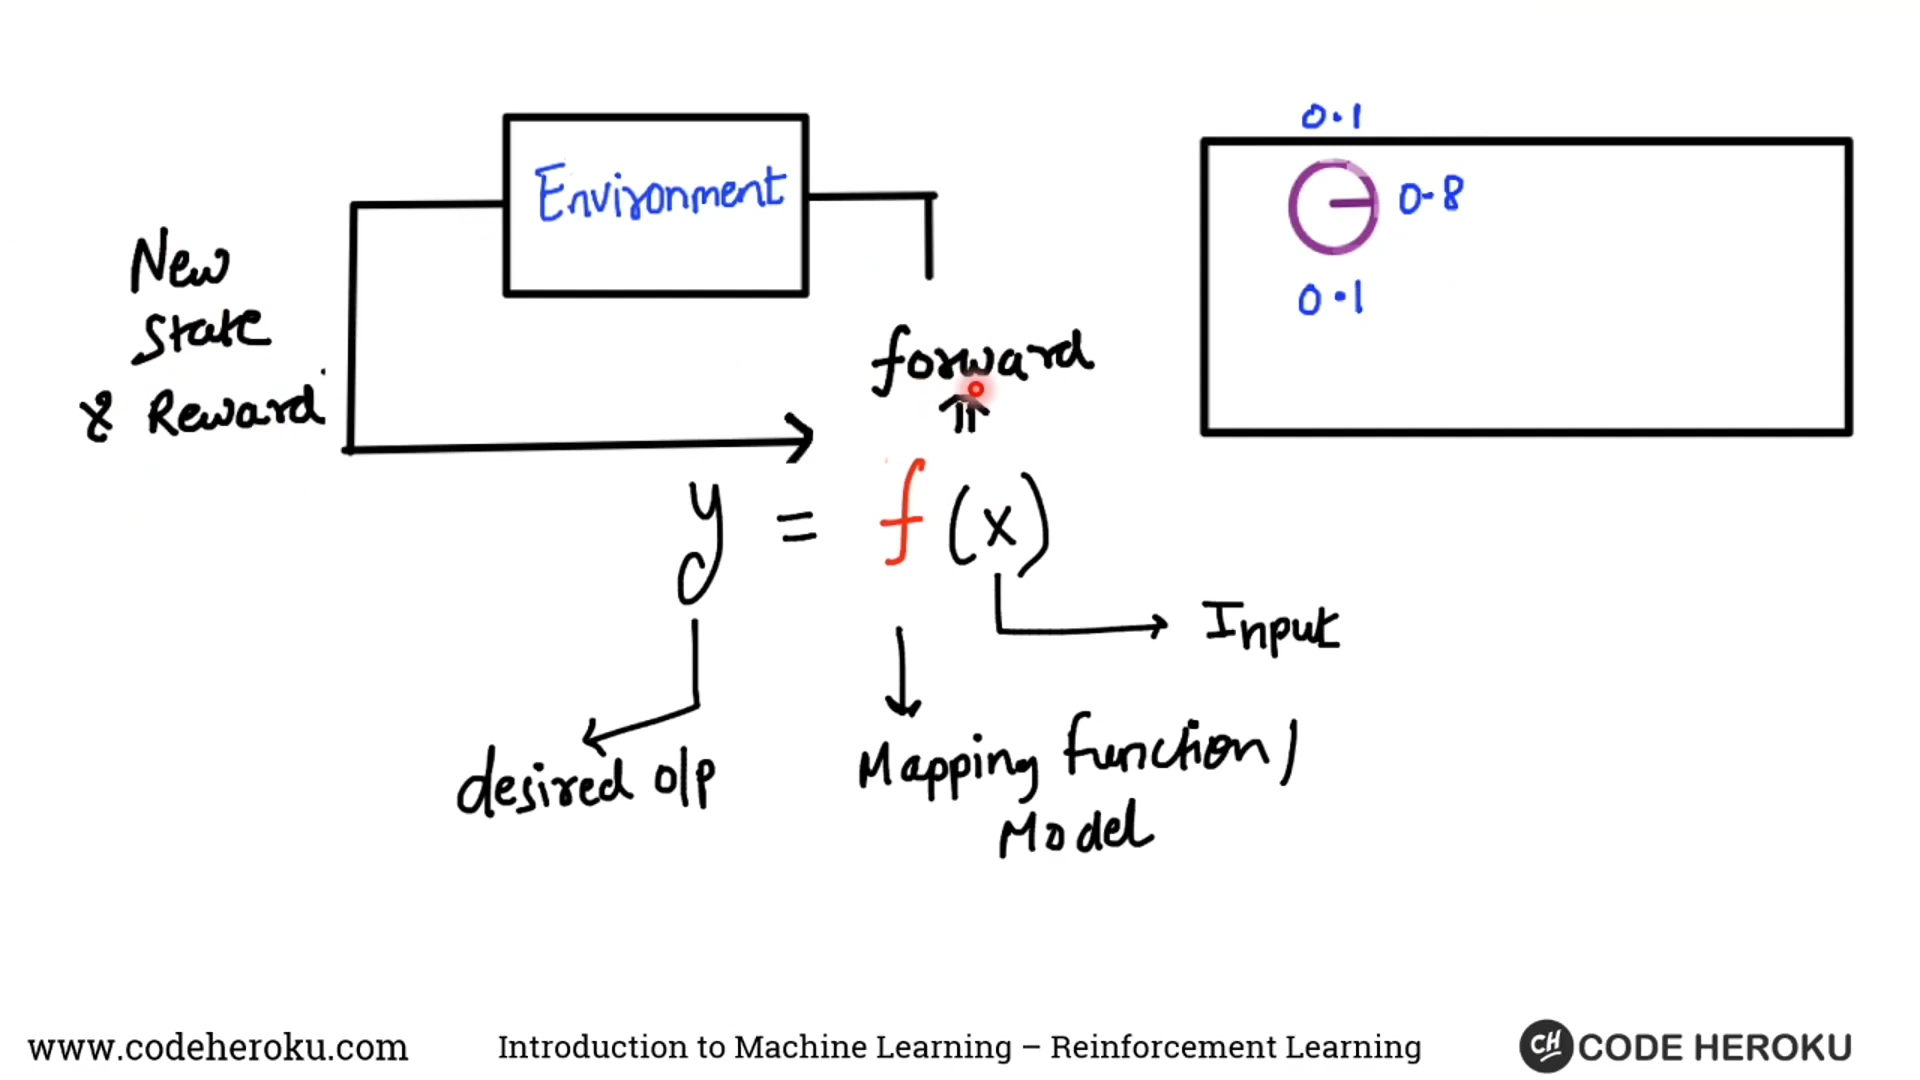 0.1
Environment
0.8
New
State
& Reward
0.1
forward
y = f (x)
Input
desired o/p
Mapping function/
Model
www.codeheroku.com
Introduction to Machine Learning – Reinforcement Learning
CH CODE HEROKU